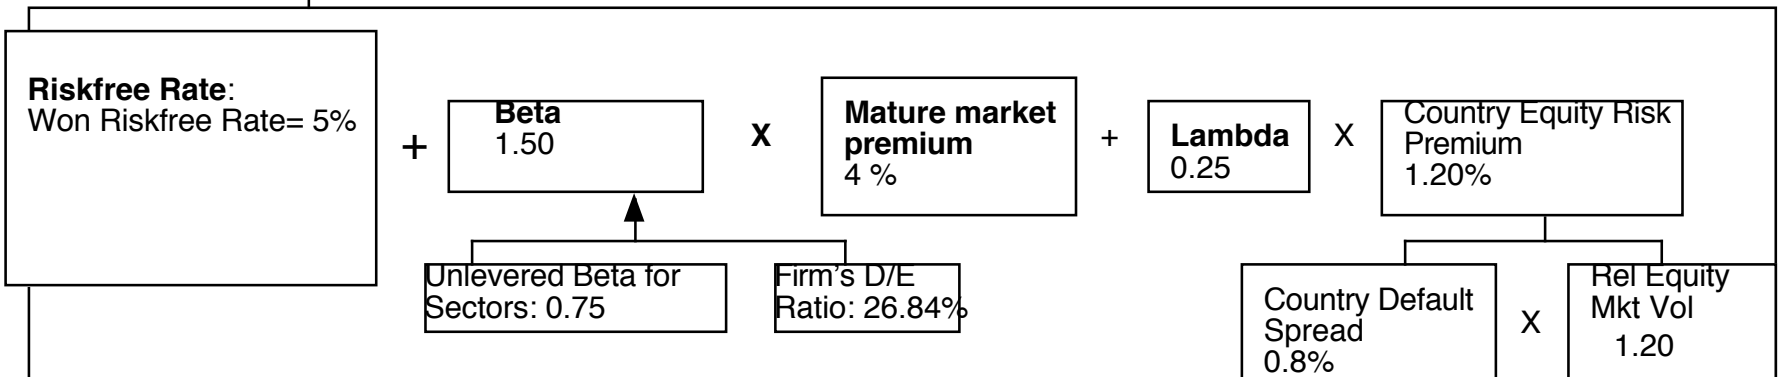 Riskfree Rate:
Won Riskfree Rate= 5%
+
Beta
1.50
X
Mature market
premium
4 %
+
Lambda
0.25
X
Country Equity Risk
Premium
1.20%
Unlevered Beta for
Sectors: 0.75
Firm's D/E
Ratio: 26.84%
Country Default
Spread
0.8%
X
Rel Equity
Mkt Vol
1.20